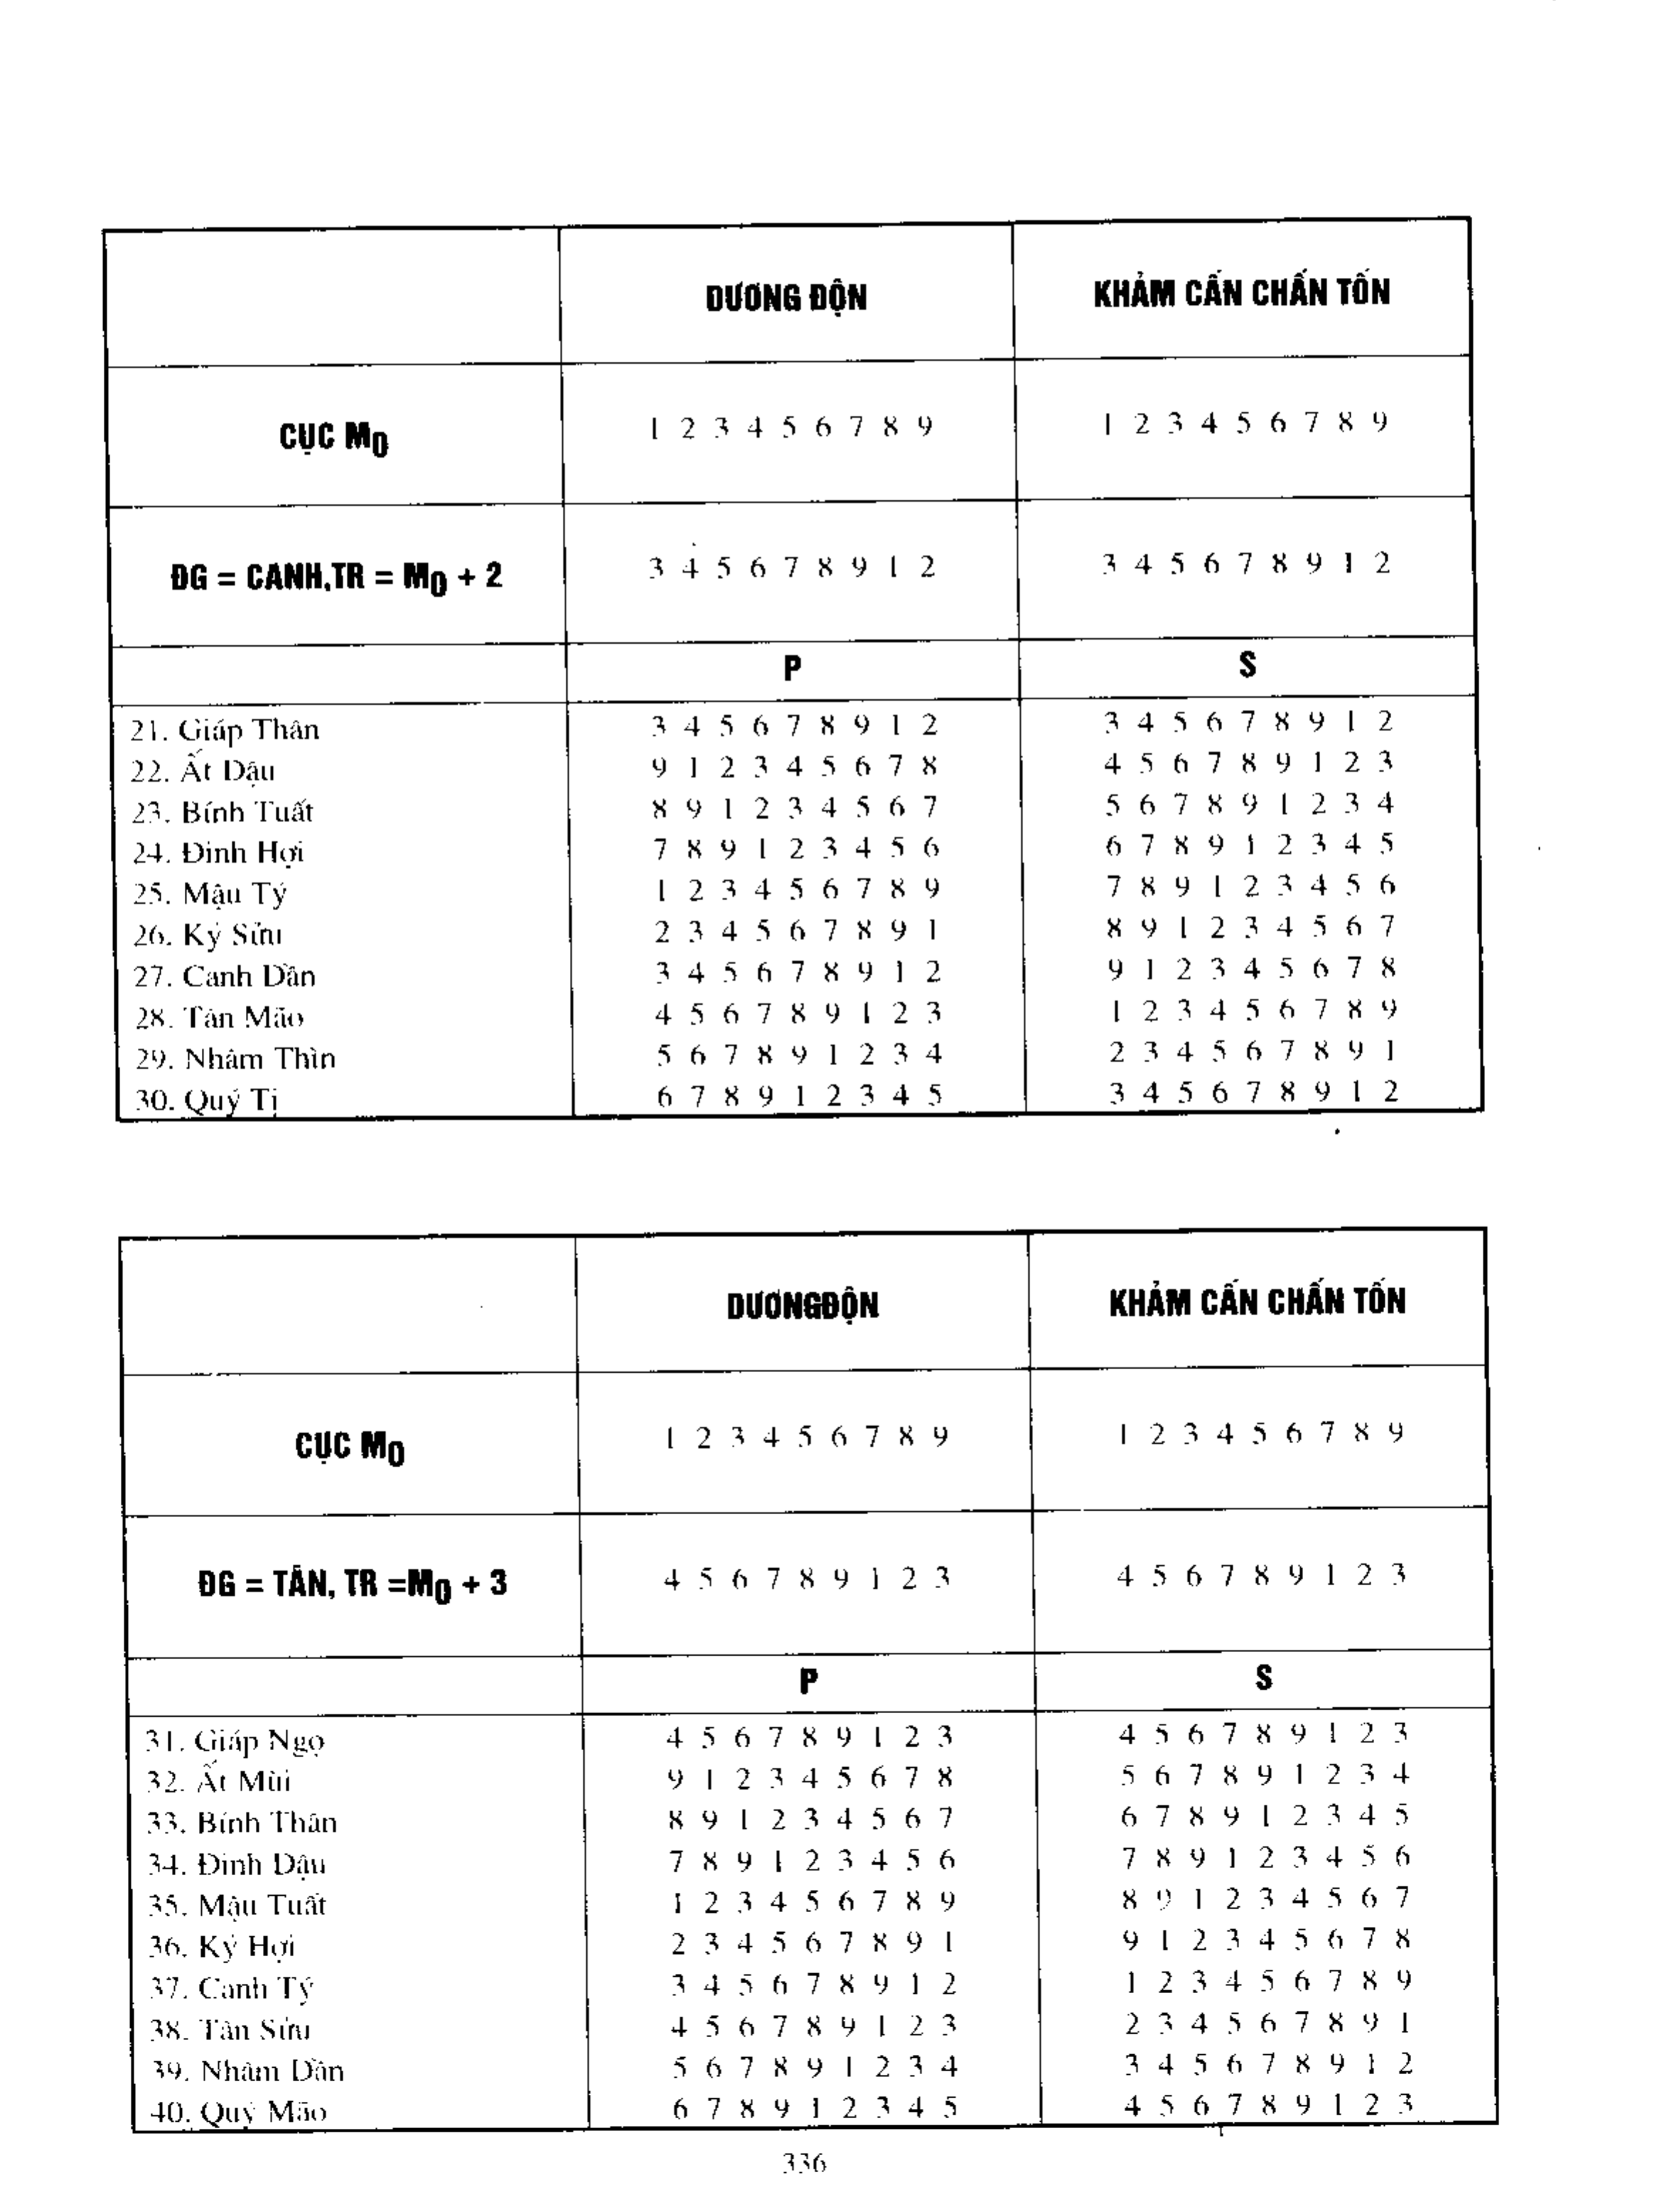 DƯƠNG ĐỘN KHẢM CẤN CHẤN TỐN
CỤC M0 1 2 3 4 5 6 7 8 9 1 2 3 4 5 6 7 8 9
ĐG = CANH,TR = M0 + 2 3 4 5 6 7 8 9 1 2 3 4 5 6 7 8 9 1 2
P S
21. Giáp Thân 3 4 5 6 7 8 9 1 2 3 4 5 6 7 8 9 1 2
22. Ất Dậu 9 1 2 3 4 5 6 7 8 4 5 6 7 8 9 1 2 3
23. Bính Tuất 8 9 1 2 3 4 5 6 7 5 6 7 8 9 1 2 3 4
24. Đinh Hợi 7 8 9 1 2 3 4 5 6 6 7 8 9 1 2 3 4 5
25. Mậu Tý 1 2 3 4 5 6 7 8 9 7 8 9 1 2 3 4 5 6
26. Kỷ Sửu 2 3 4 5 6 7 8 9 1 8 9 1 2 3 4 5 6 7
27. Canh Dần 3 4 5 6 7 8 9 1 2 9 1 2 3 4 5 6 7 8
28. Tân Mão 4 5 6 7 8 9 1 2 3 1 2 3 4 5 6 7 8 9
29. Nhâm Thìn 5 6 7 8 9 1 2 3 4 2 3 4 5 6 7 8 9 1
30. Quý Tị 6 7 8 9 1 2 3 4 5 3 4 5 6 7 8 9 1 2
DƯƠNGĐỘN KHẢM CẤN CHẤN TỐN
CỤC M0 1 2 3 4 5 6 7 8 9 1 2 3 4 5 6 7 8 9
ĐG = TÂN, TR =M0 + 3 4 5 6 7 8 9 1 2 3 4 5 6 7 8 9 1 2 3
P S
31. Giáp Ngọ 4 5 6 7 8 9 1 2 3 4 5 6 7 8 9 1 2 3
32. Ất Mùi 9 1 2 3 4 5 6 7 8 5 6 7 8 9 1 2 3 4
33. Bính Thân 8 9 1 2 3 4 5 6 7 6 7 8 9 1 2 3 4 5
34. Đinh Dậu 7 8 9 1 2 3 4 5 6 7 8 9 1 2 3 4 5 6
35. Mậu Tuất 1 2 3 4 5 6 7 8 9 8 9 1 2 3 4 5 6 7
36. Kỷ Hợi 2 3 4 5 6 7 8 9 1 9 1 2 3 4 5 6 7 8
37. Canh Tý 3 4 5 6 7 8 9 1 2 1 2 3 4 5 6 7 8 9
38. Tân Sửu 4 5 6 7 8 9 1 2 3 2 3 4 5 6 7 8 9 1
39. Nhâm Dần 5 6 7 8 9 1 2 3 4 3 4 5 6 7 8 9 1 2
40. Quý Mão 6 7 8 9 1 2 3 4 5 4 5 6 7 8 9 1 2 3
336